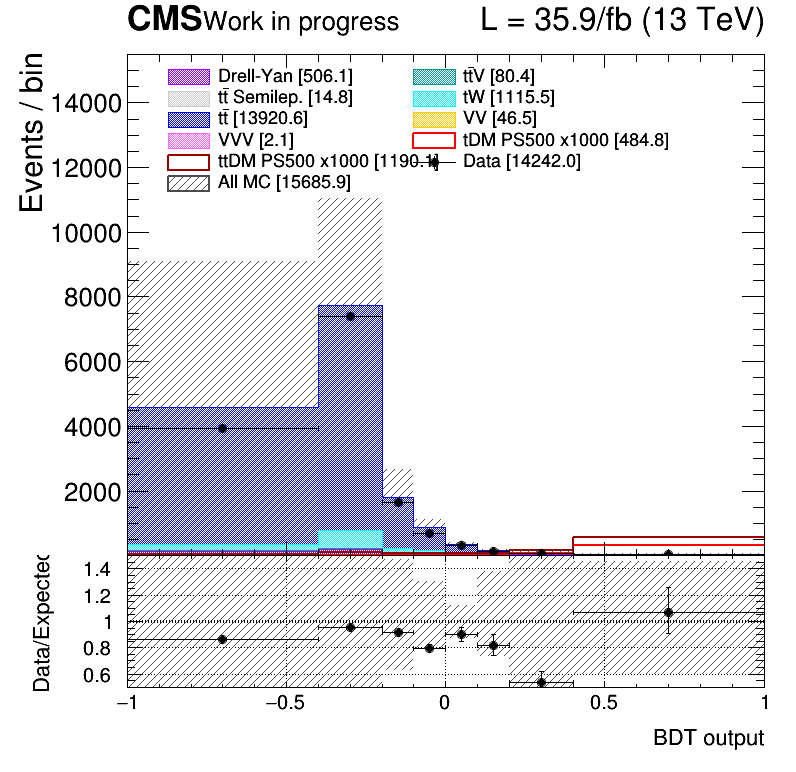 CMS Work in progress L = 35.9/fb (13 TeV)
Events / bin
14000
12000
10000
8000
6000
4000
2000
Drell-Yan [506.1] tt̄V [80.4]
tt̄ Semilep. [14.8] tW [1115.5]
tt̄ [13920.6] VV [46.5]
VVV [2.1] tDM PS500 x1000 [484.8]
ttDM PS500 x1000 [1190.1] Data [14242.0]
All MC [15685.9]
Data/Expected
1.4
1.2
1
0.8
0.6
−1 −0.5 0 0.5 1
BDT output